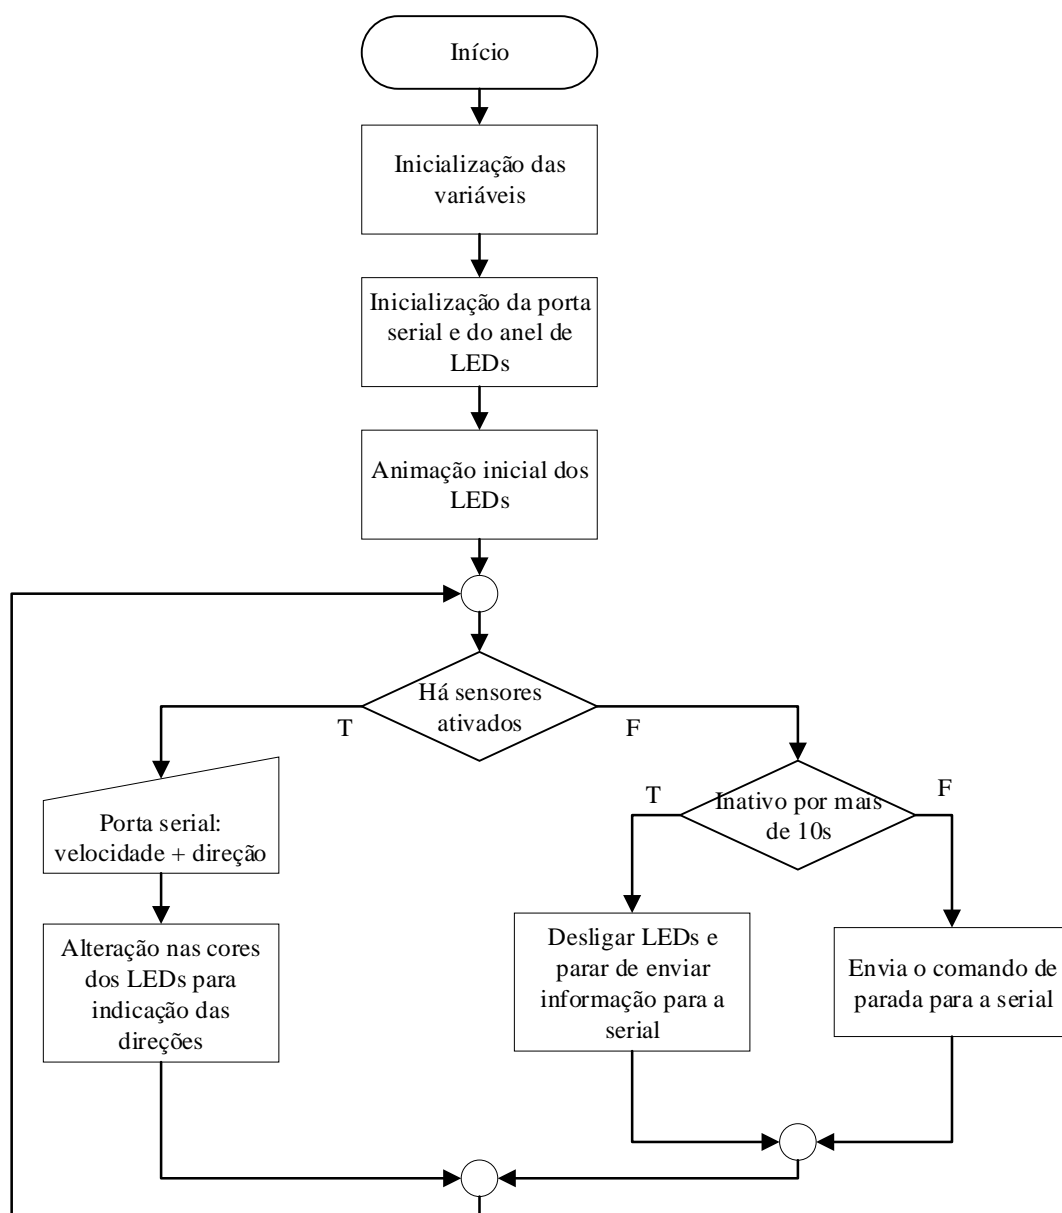 Início
Inicialização das
variáveis
Inicialização da porta
serial e do anel de
LEDs
Animação inicial dos
LEDs
Há sensores
ativados
T
F
Porta serial:
velocidade + direção
Alteração nas cores
dos LEDs para
indicação das
direções
Inativo por mais
de 10s
T
F
Desligar LEDs e
parar de enviar
informação para a
serial
Envia o comando de
parada para a serial